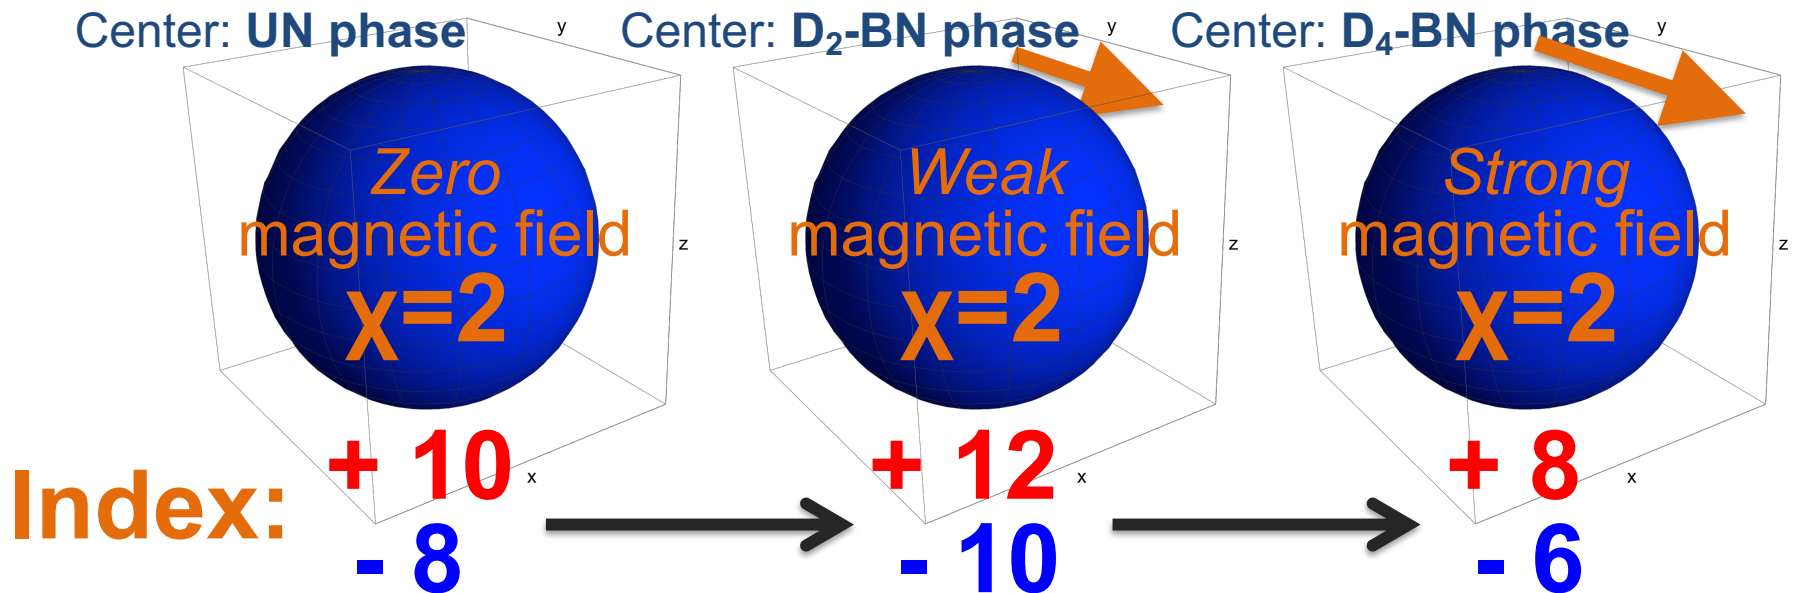 Center: UN phase
Center: D2-BN phase
Center: D4-BN phase
y
y
y
Zero
magnetic field
χ=2
Weak
magnetic field
χ=2
Strong
magnetic field
χ=2
z
z
z
Index:
+ 10
- 8
+ 12
- 10
+ 8
- 6
x
x
x